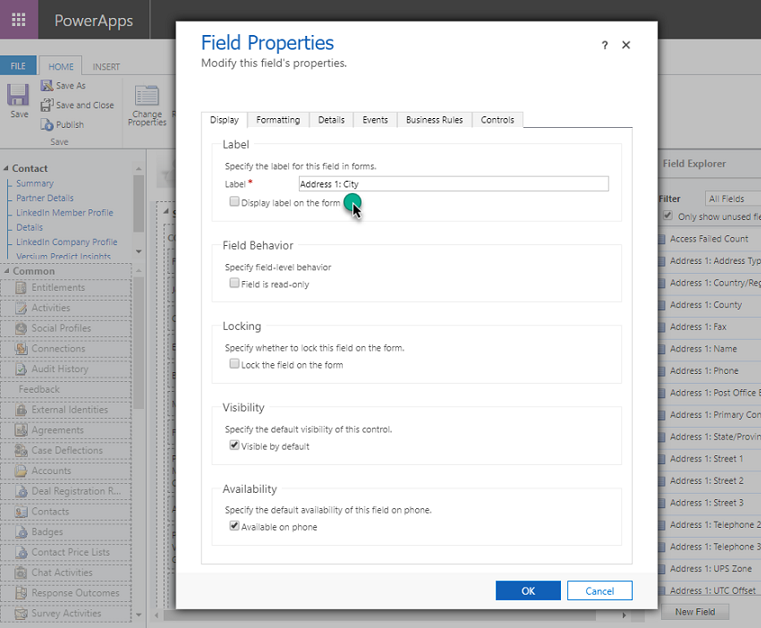 PowerApps
FILE
HOME
INSERT
Save
Save As
Save and Close
Publish
Save
Change
Properties
Contact
Summary
Partner Details
LinkedIn Member Profile
Details
LinkedIn Company Profile
Versium Predict Insights
Common
Entitlements
Activities
Social Profiles
Connections
Audit History
Feedback
External Identities
Agreements
Case Deflections
Accounts
Deal Registration R...
Contacts
Badges
Contact Price Lists
Chat Activities
Response Outcomes
Survey Activities
Field Properties
?
Modify this field's properties.
Display
Formatting
Details
Events
Business Rules
Controls
Label
Specify the label for this field in forms.
Label *
Address 1: City
Display label on the form
Field Behavior
Specify field-level behavior
Field is read-only
Locking
Specify whether to lock this field on the form.
Lock the field on the form
Visibility
Specify the default visibility of this control.
Visible by default
Availability
Specify the default availability of this field on phone.
Available on phone
OK
Cancel
Field Explorer
Filter
All Fields
Only show unused fie
Access Failed Count
Address 1: Address Typ
Address 1: Country/Reg
Address 1: County
Address 1: Fax
Address 1: Name
Address 1: Phone
Address 1: Post Office B
Address 1: Primary Con
Address 1: State/Provin
Address 1: Street 1
Address 1: Street 2
Address 1: Street 3
Address 1: Telephone 2
Address 1: Telephone 3
Address 1: UPS Zone
Address 1: UTC Offset
New Field